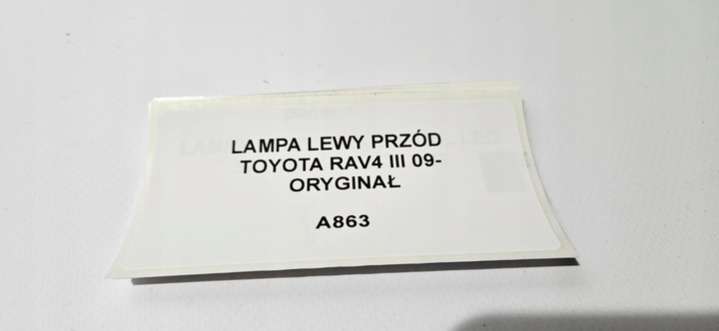 LAMPA LEWY PRZÓD
TOYOTA RAV4 III 09-
ORYGINAŁ
A863